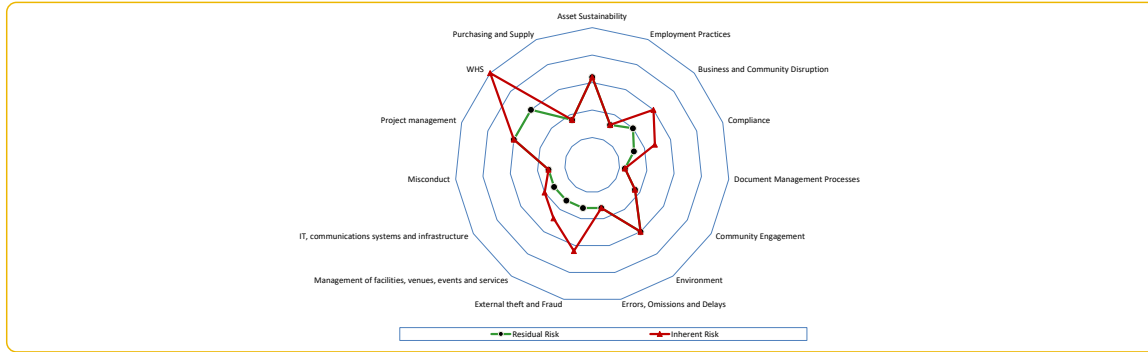 Asset Sustainability
Purchasing and Supply
Employment Practices
WHS
Business and Community Disruption
Project management
Compliance
Misconduct
Document Management Processes
IT, communications systems and infrastructure
Community Engagement
Management of facilities, venues, events and services
Environment
External theft and Fraud
Errors, Omissions and Delays
Residual Risk
Inherent Risk